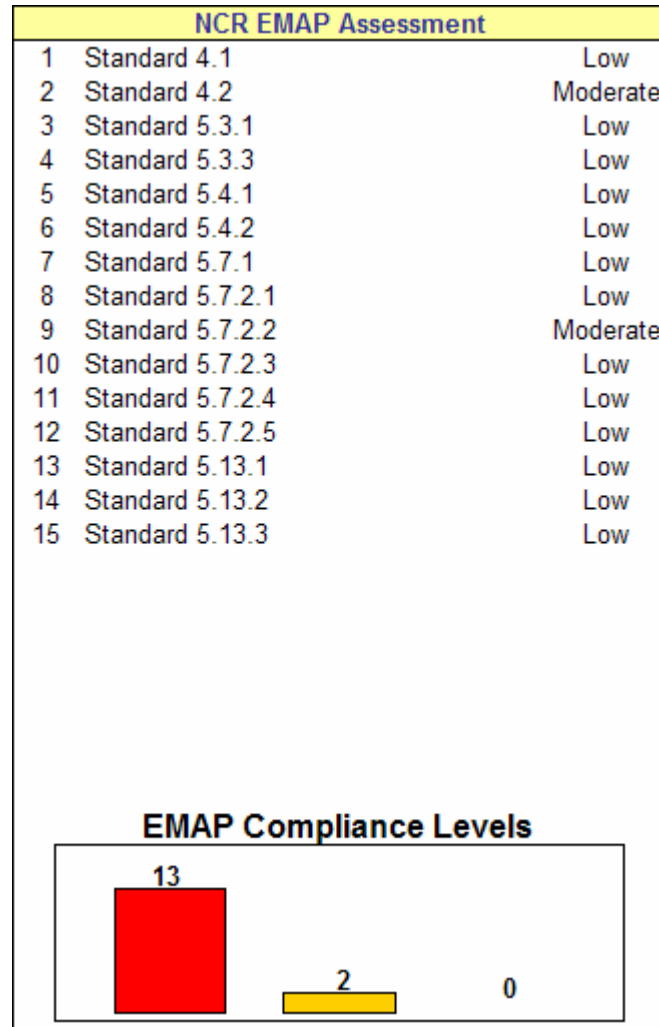 NCR EMAP Assessment
1 Standard 4.1 Low
2 Standard 4.2 Moderate
3 Standard 5.3.1 Low
4 Standard 5.3.3 Low
5 Standard 5.4.1 Low
6 Standard 5.4.2 Low
7 Standard 5.7.1 Low
8 Standard 5.7.2.1 Low
9 Standard 5.7.2.2 Moderate
10 Standard 5.7.2.3 Low
11 Standard 5.7.2.4 Low
12 Standard 5.7.2.5 Low
13 Standard 5.13.1 Low
14 Standard 5.13.2 Low
15 Standard 5.13.3 Low
EMAP Compliance Levels
13
2
0